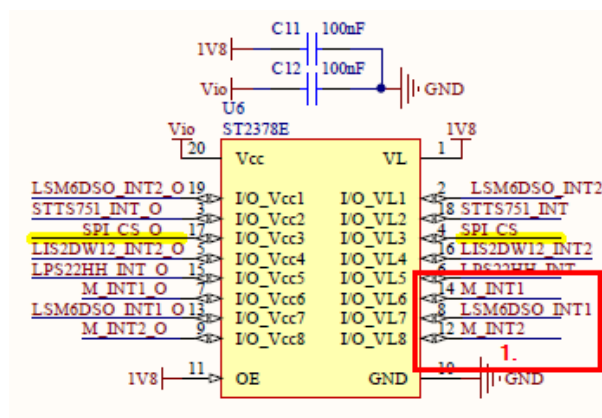 C11 100nF
1V8
C12 100nF
Vio GND
U6
ST2378E
Vio 1V8
20 Vcc VL 1
LSM6DSO_INT2_O 19 I/O_Vcc1 I/O_VL1 2 LSM6DSO_INT2
STTS751_INT_O 3 I/O_Vcc2 I/O_VL2 18 STTS751_INT
SPI_CS_O 17 I/O_Vcc3 I/O_VL3 4 SPI_CS
LIS2DW12_INT2_O 5 I/O_Vcc4 I/O_VL4 16 LIS2DW12_INT2
LPS22HH_INT_O 15 I/O_Vcc5 I/O_VL5 6 LPS22HH_INT
M_INT1_O 7 I/O_Vcc6 I/O_VL6 14 M_INT1
LSM6DSO_INT1_O 13 I/O_Vcc7 I/O_VL7 8 LSM6DSO_INT1
M_INT2_O 9 I/O_Vcc8 I/O_VL8 12 M_INT2
1.
1V8 11 OE GND 10 GND